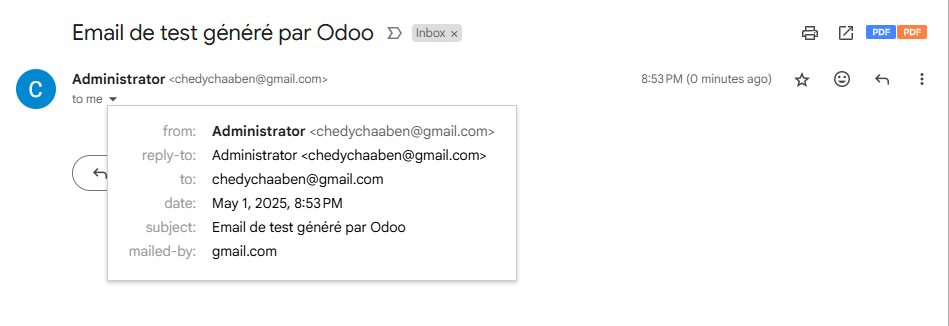 Email de test généré par Odoo Inbox × PDF PDF
Administrator <chedychaaben@gmail.com> 8:53 PM (0 minutes ago)
C
to me
from: Administrator <chedychaaben@gmail.com>
reply-to: Administrator <chedychaaben@gmail.com>
to: chedychaaben@gmail.com
date: May 1, 2025, 8:53 PM
subject: Email de test généré par Odoo
mailed-by: gmail.com